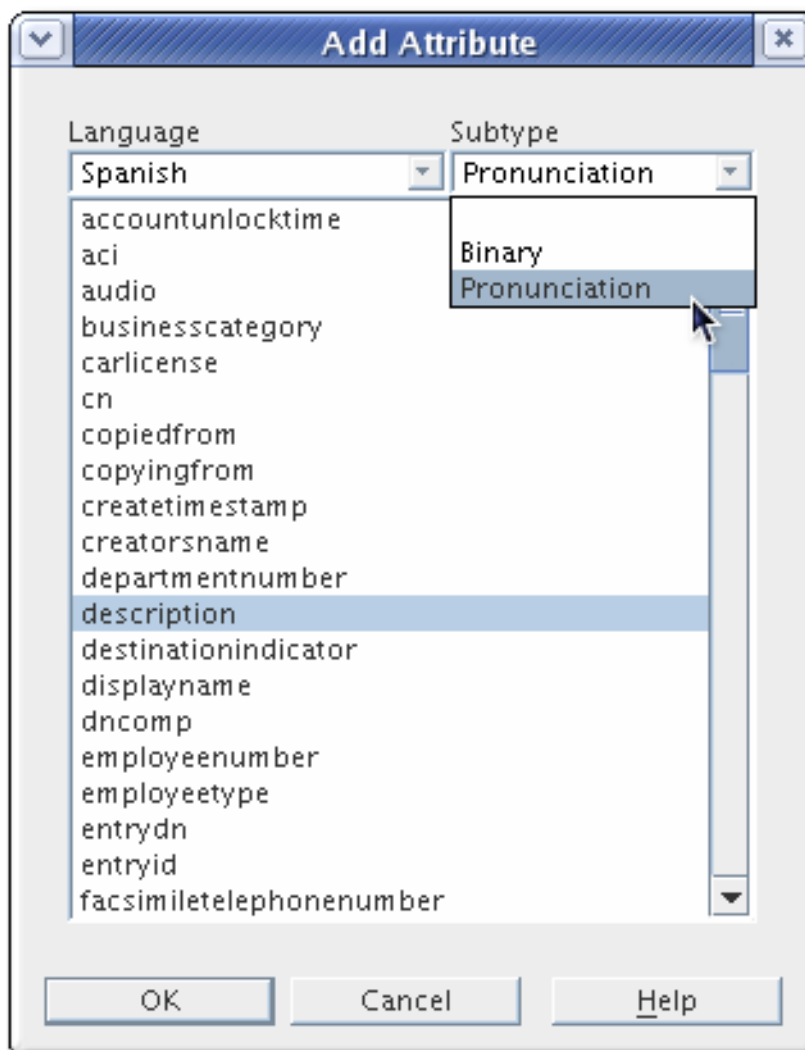 Add Attribute
Language Subtype
Spanish Pronunciation
accountunlocktime
aci Binary
audio Pronunciation
businesscategory
carlicense
cn
copiedfrom
copyingfrom
createtimestamp
creatorsname
departmentnumber
description
destinationindicator
displayname
dncomp
employeenumber
employeetype
entrydn
entryid
facsimiletelephonenumber
OK Cancel Help